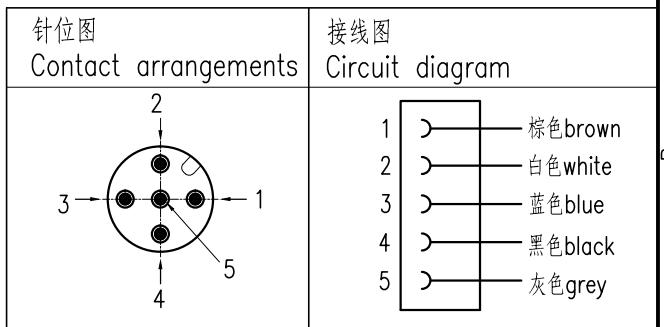 针位图
Contact arrangements
接线图
Circuit diagram
2
3
1
5
4
1 棕色brown
2 白色white
3 蓝色blue
4 黑色black
5 灰色grey